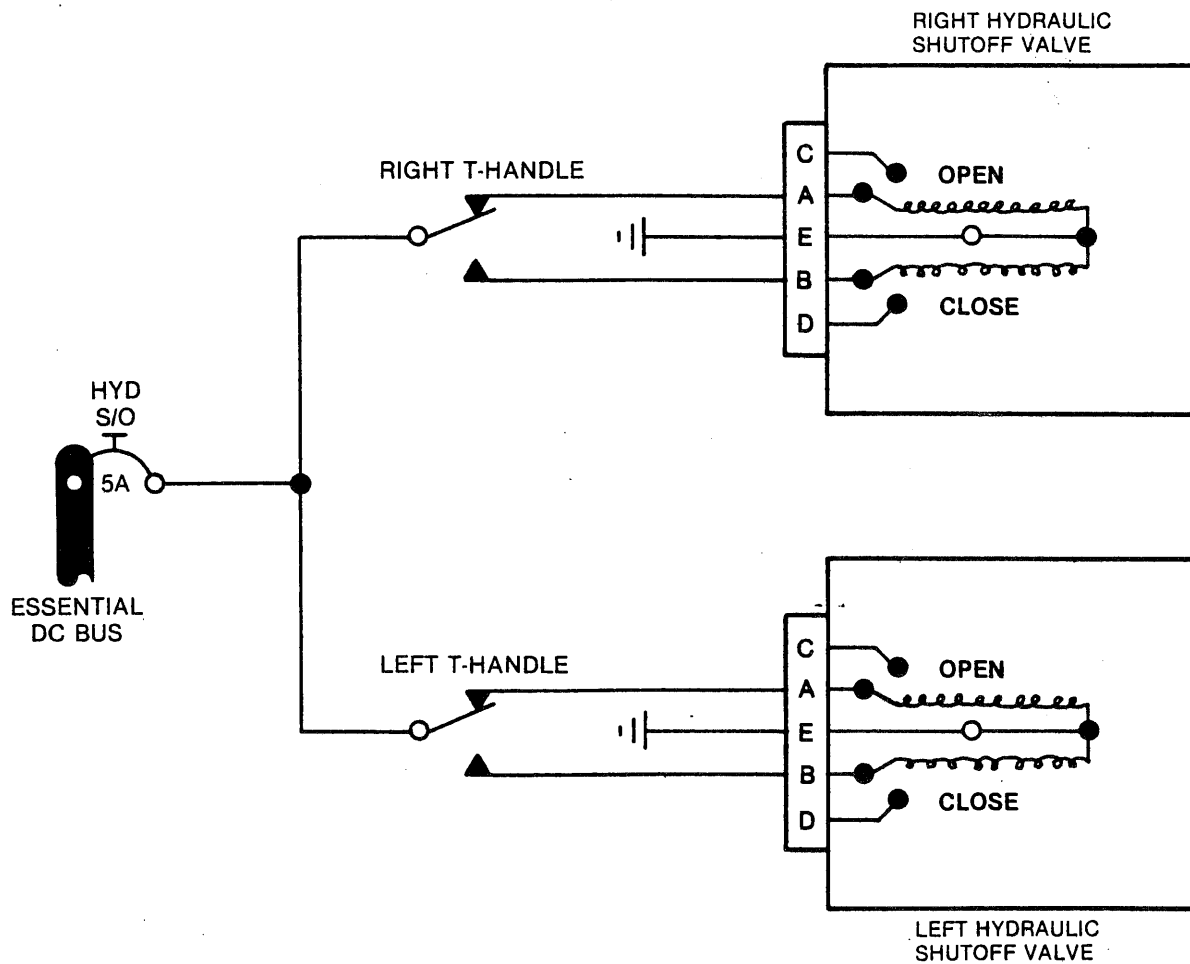 RIGHT HYDRAULIC
SHUTOFF VALVE
RIGHT T-HANDLE
C
A
E
B
D
OPEN
CLOSE
HYD
S/O
5A
ESSENTIAL
DC BUS
LEFT T-HANDLE
C
A
E
B
D
OPEN
CLOSE
LEFT HYDRAULIC
SHUTOFF VALVE